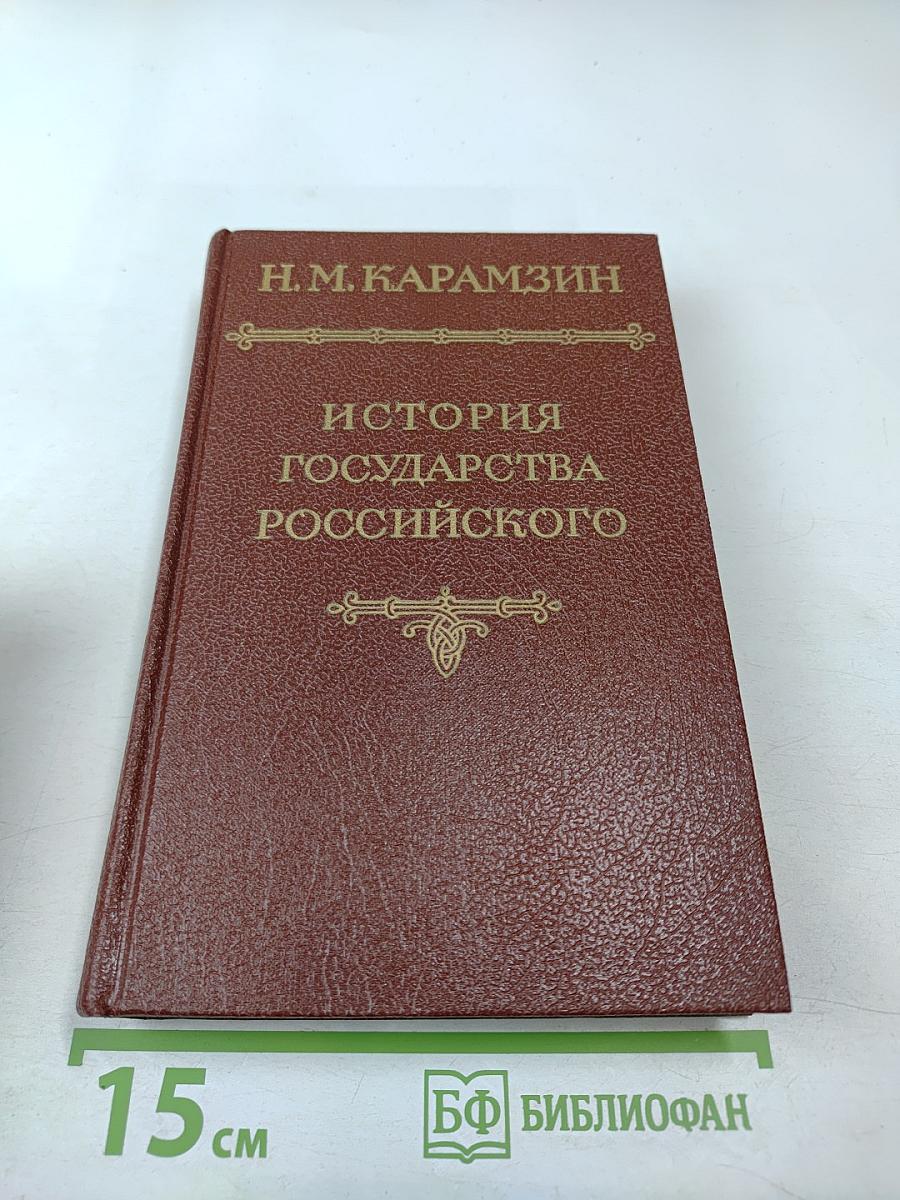 Н. М. КАРАМЗИН
ИСТОРИЯ
ГОСУДАРСТВА
РОССИЙСКОГО
15 см
БФ БИБЛИОФАН